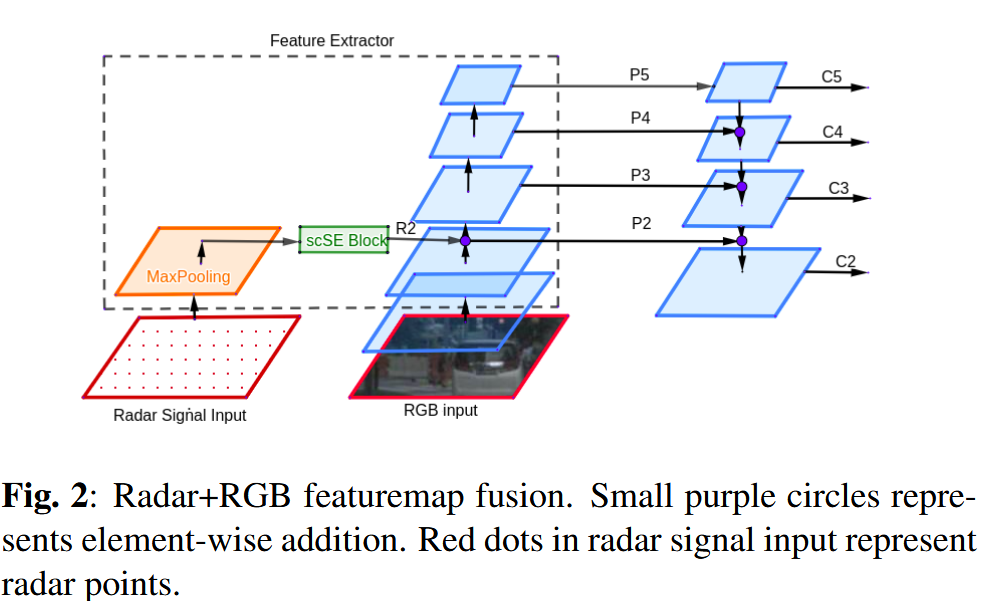 Feature Extractor
P5
C5
P4
C4
P3
C3
R2
P2
scSE Block
C2
MaxPooling
Radar Signal Input
RGB input
Fig. 2: Radar+RGB featuremap fusion. Small purple circles repre-
sents element-wise addition. Red dots in radar signal input represent
radar points.